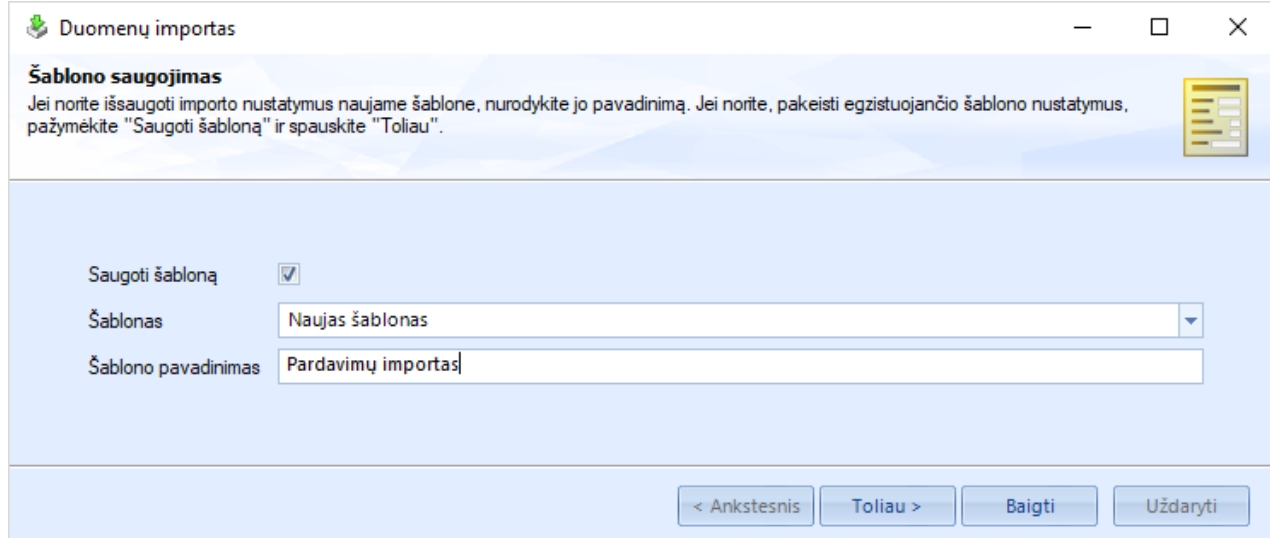 Duomenų importas
Šablono saugojimas
Jei norite išsaugoti importo nustatymus naujame šablone, nurodykite jo pavadinimą. Jei norite, pakeisti egzistuojančio šablono nustatymus,
pažymėkite "Saugoti šabloną" ir spauskite "Toliau".
Saugoti šabloną
Šablonas Naujas šablonas
Šablono pavadinimas Pardavimų importas
< Ankstesnis Toliau > Baigti Uždaryti